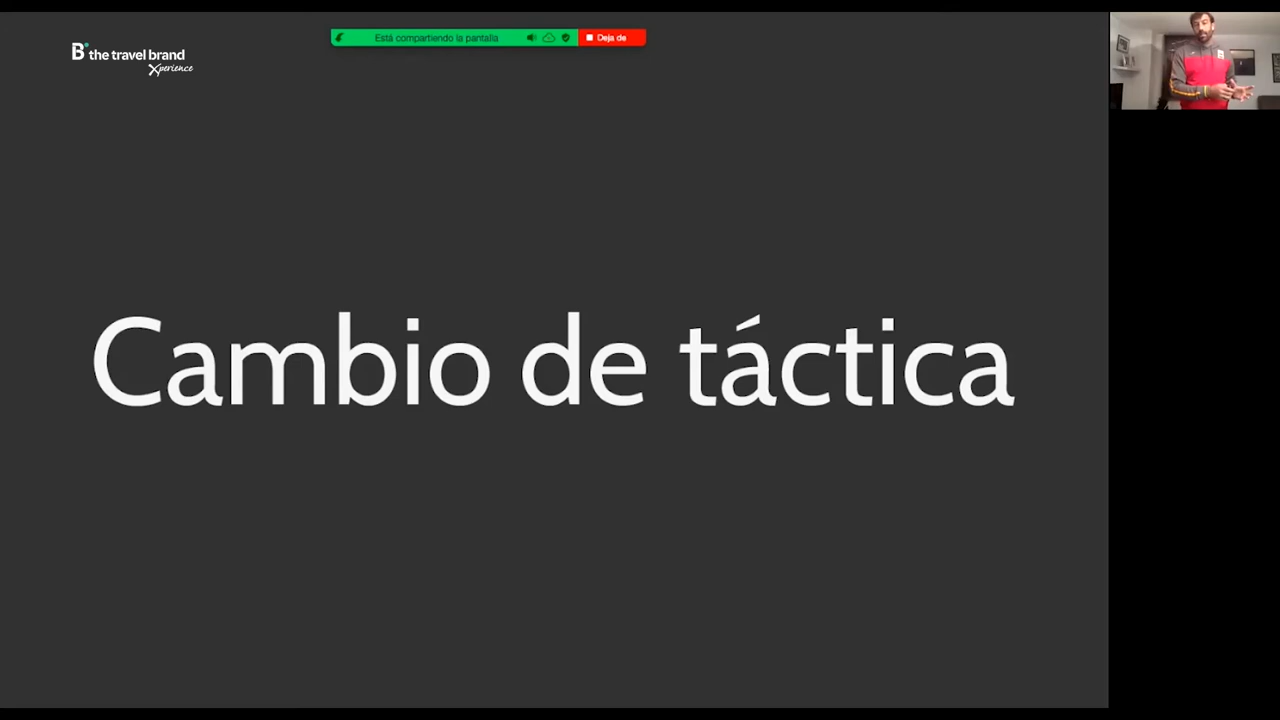 B the travel brand
Xperience
Está compartiendo la pantalla
Deja de
Cambio de táctica